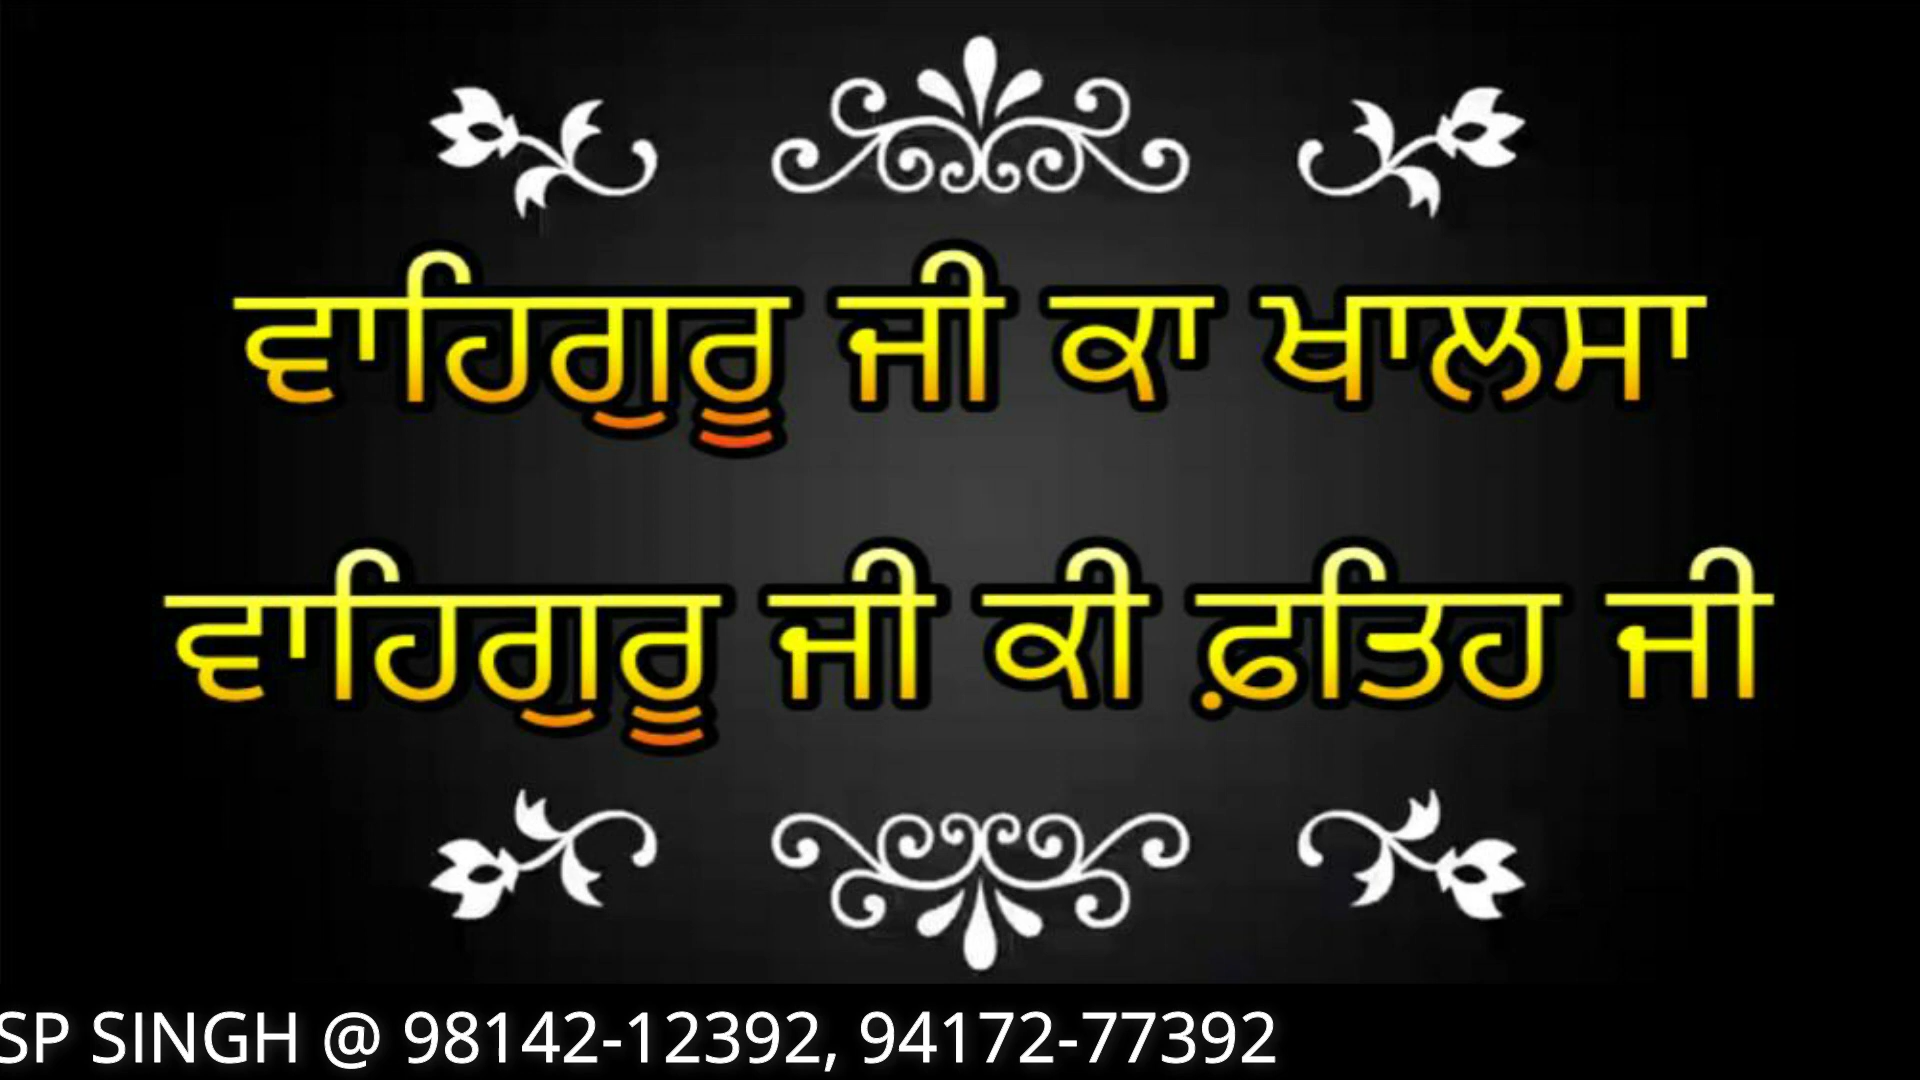 ਵਾਹਿਗੁਰੂ ਜੀ ਕਾ ਖਾਲਸਾ
ਵਾਹਿਗੁਰੂ ਜੀ ਕੀ ਫ਼ਤਿਹ ਜੀ
SP SINGH @ 98142-12392, 94172-77392